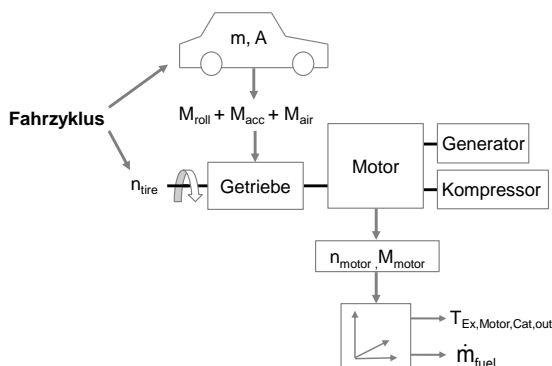 m, A
M_roll + M_acc + M_air
Fahrzyklus
n_tire
Getriebe
Motor
Generator
Kompressor
n_motor ,M_motor
T_Ex,Motor,Cat,out
ṁ_fuel